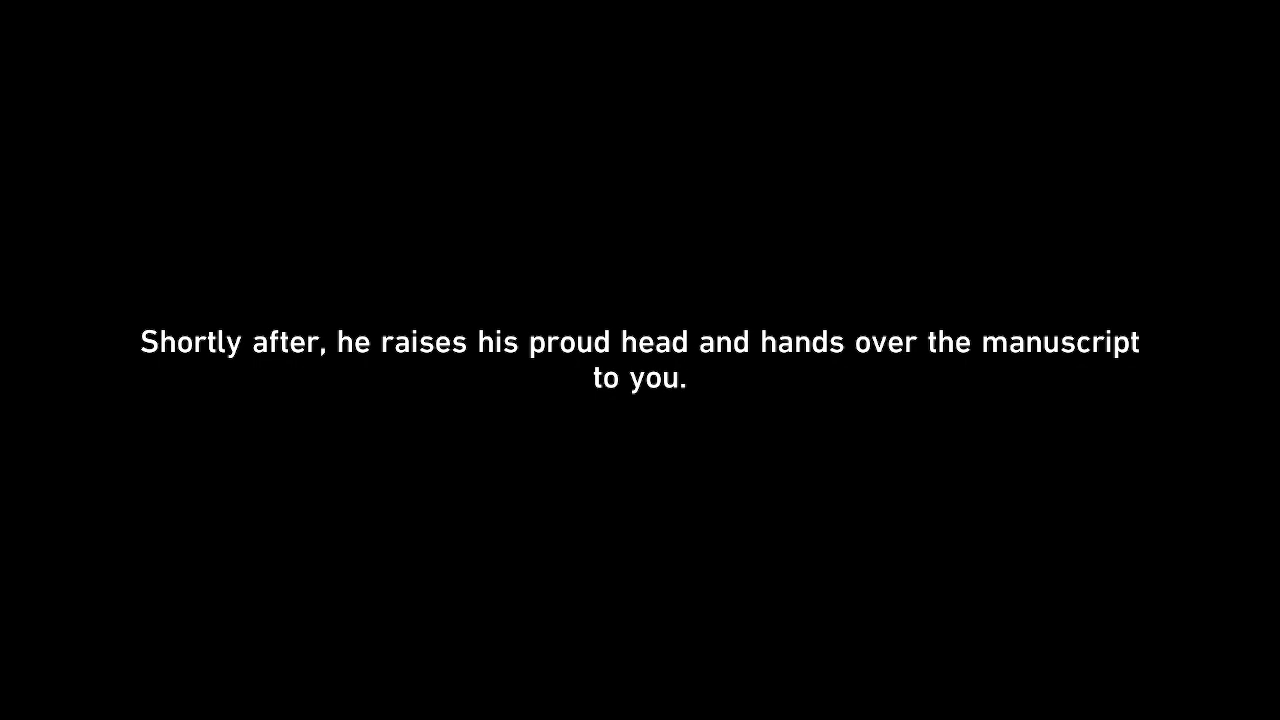 Shortly after, he raises his proud head and hands over the manuscript
to you.